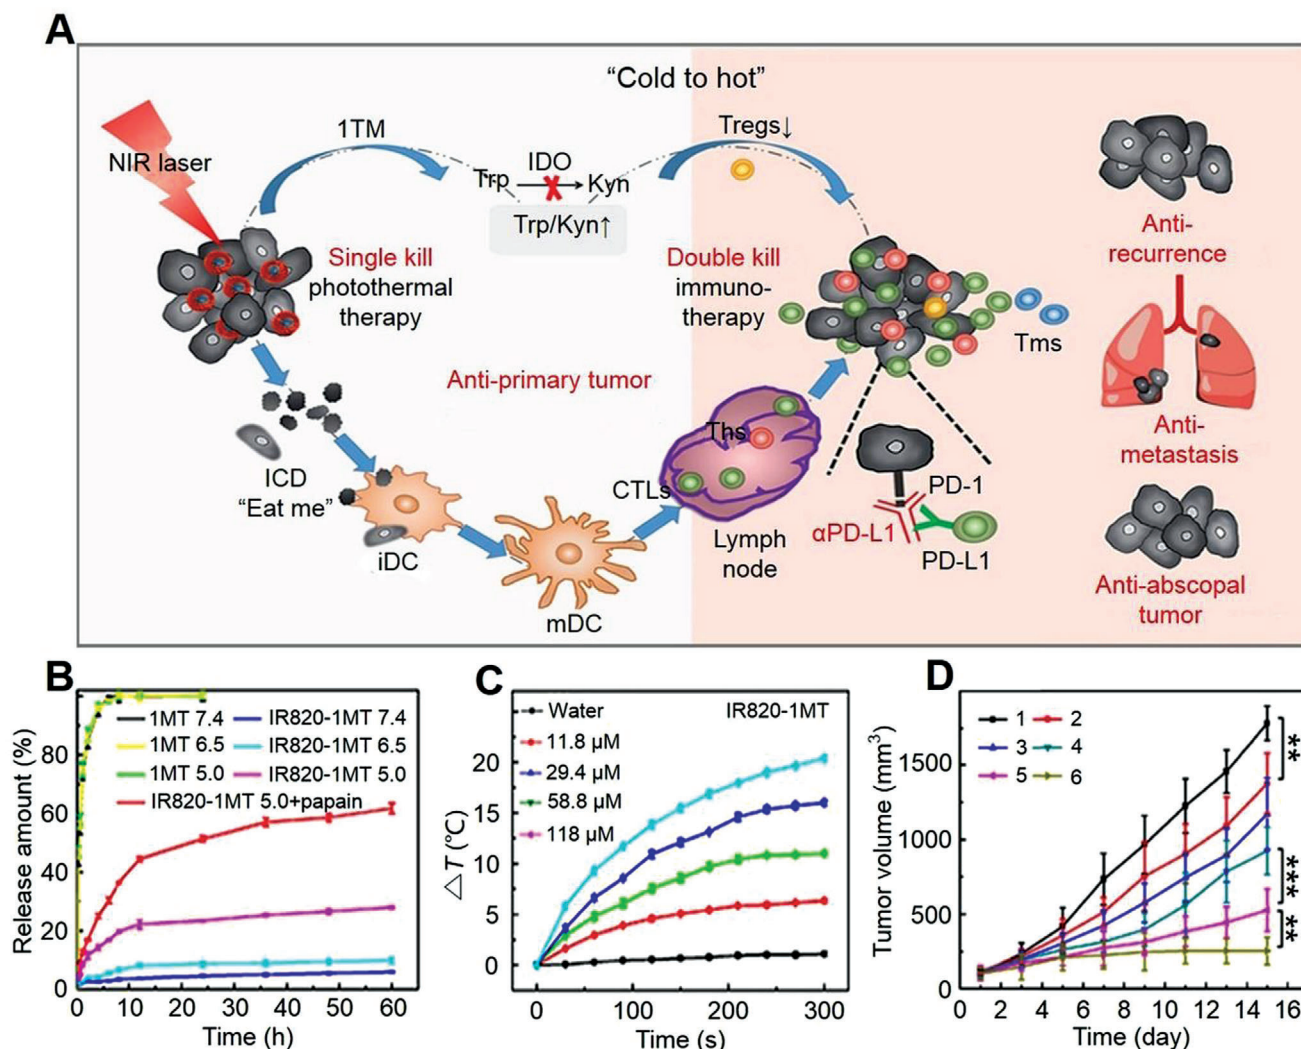 A
“Cold to hot”
NIR laser
1TM
IDO
Trp
Kyn
Trp/Kyn↑
Tregs↓
Single kill
photothermal
therapy
Double kill
immuno-
therapy
Anti-primary tumor
ICD
“Eat me”
iDC
mDC
CTLs
Ths
Lymph
node
Tms
PD-1
αPD-L1
PD-L1
Anti-
recurrence
Anti-
metastasis
Anti-abscopal
tumor
B
Release amount (%)
80
60
40
20
0
1MT 7.4
IR820-1MT 7.4
1MT 6.5
IR820-1MT 6.5
1MT 5.0
IR820-1MT 5.0
IR820-1MT 5.0+papain
0 10 20 30 40 50 60
Time (h)
C
△T (°C)
20
15
10
5
0
Water
IR820-1MT
11.8 µM
29.4 µM
58.8 µM
118 µM
0 100 200 300
Time (s)
D
Tumor volume (mm³)
1500
1000
500
0
1 2
3 4
5 6
**
***
**
0 2 4 6 8 10 12 14 16
Time (day)